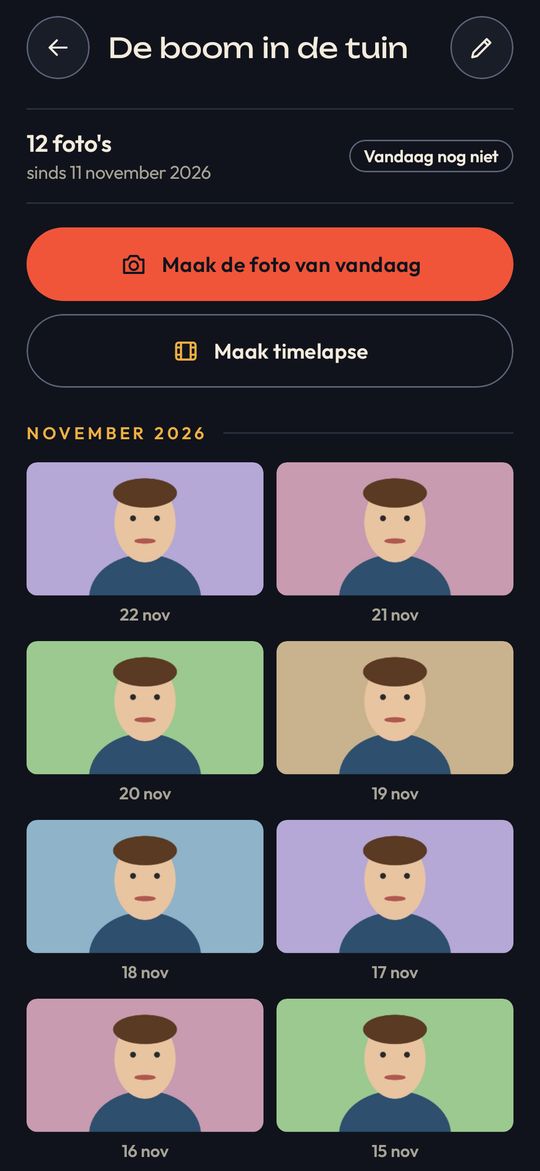 De boom in de tuin
12 foto's
sinds 11 november 2026
Vandaag nog niet
Maak de foto van vandaag
Maak timelapse
NOVEMBER 2026
22 nov
21 nov
20 nov
19 nov
18 nov
17 nov
16 nov
15 nov